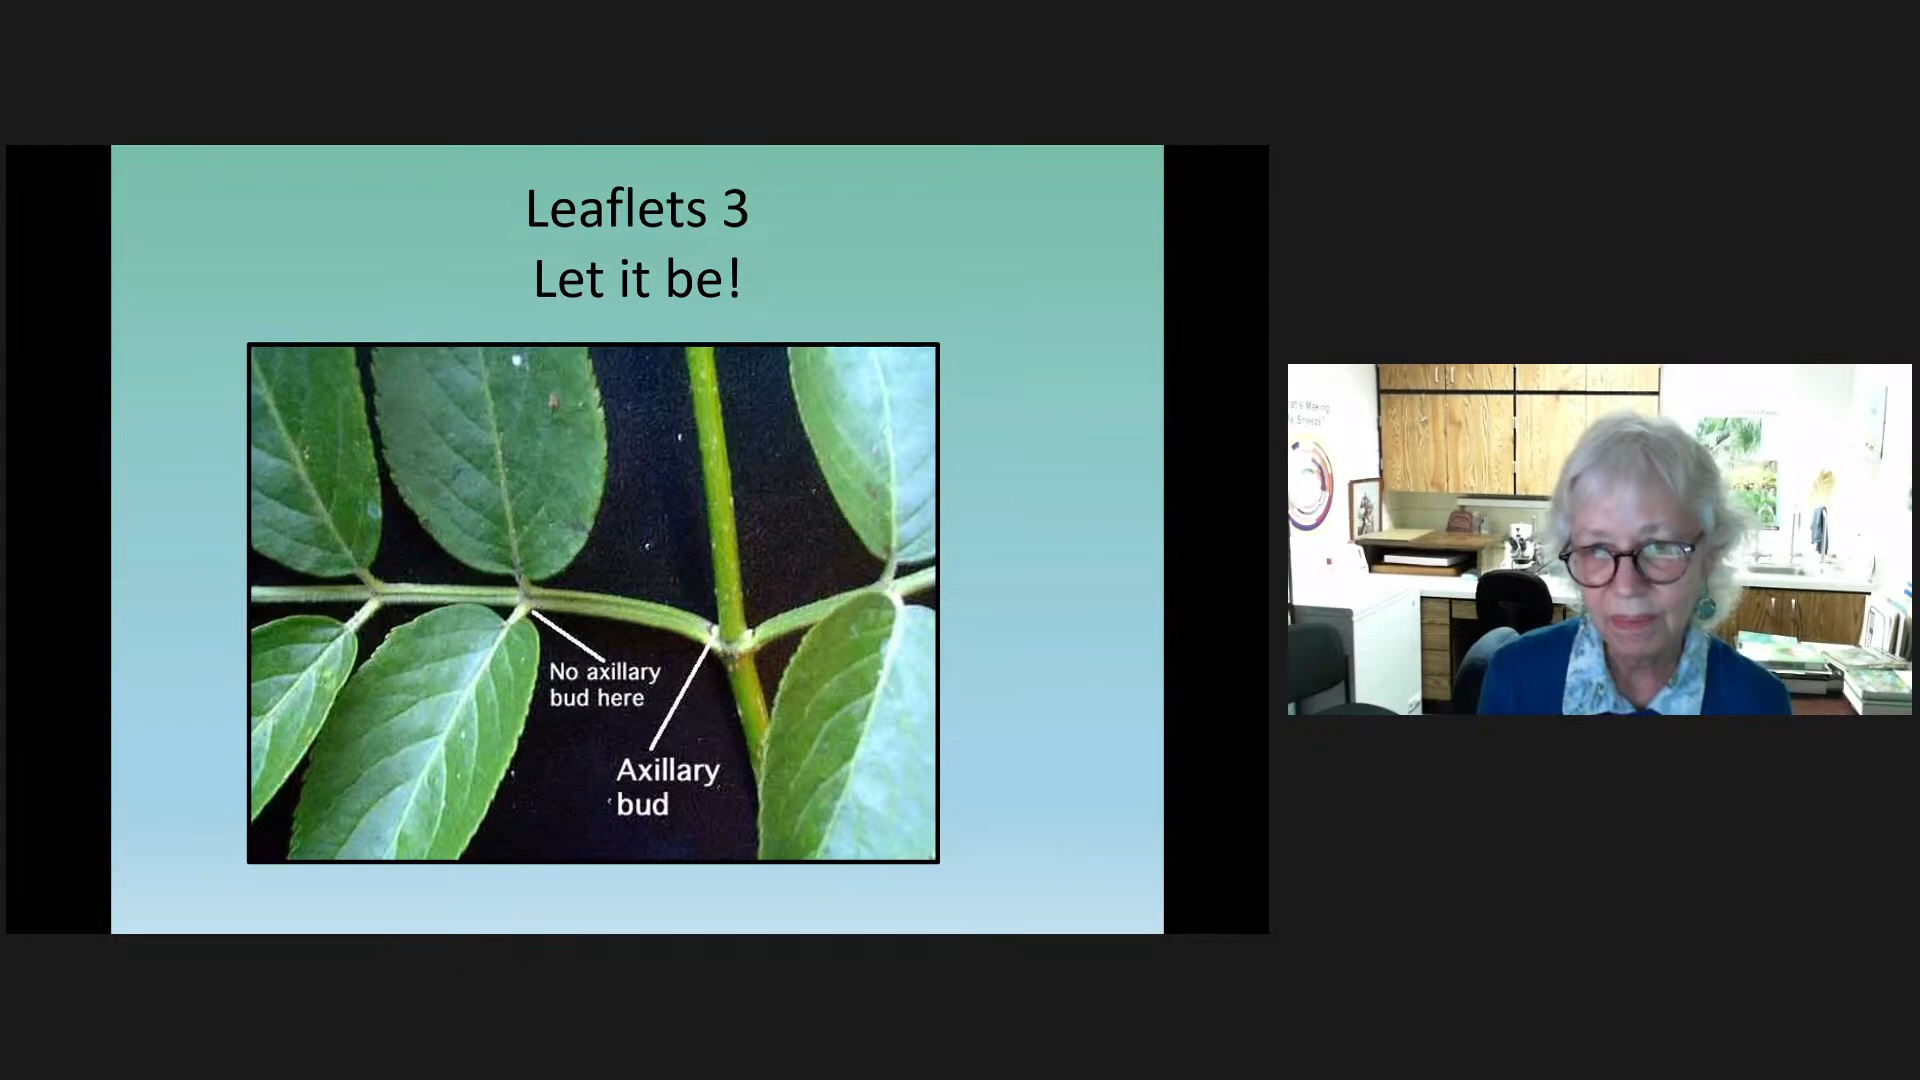 Leaflets 3
Let it be!
No axillary
bud here
Axillary
bud